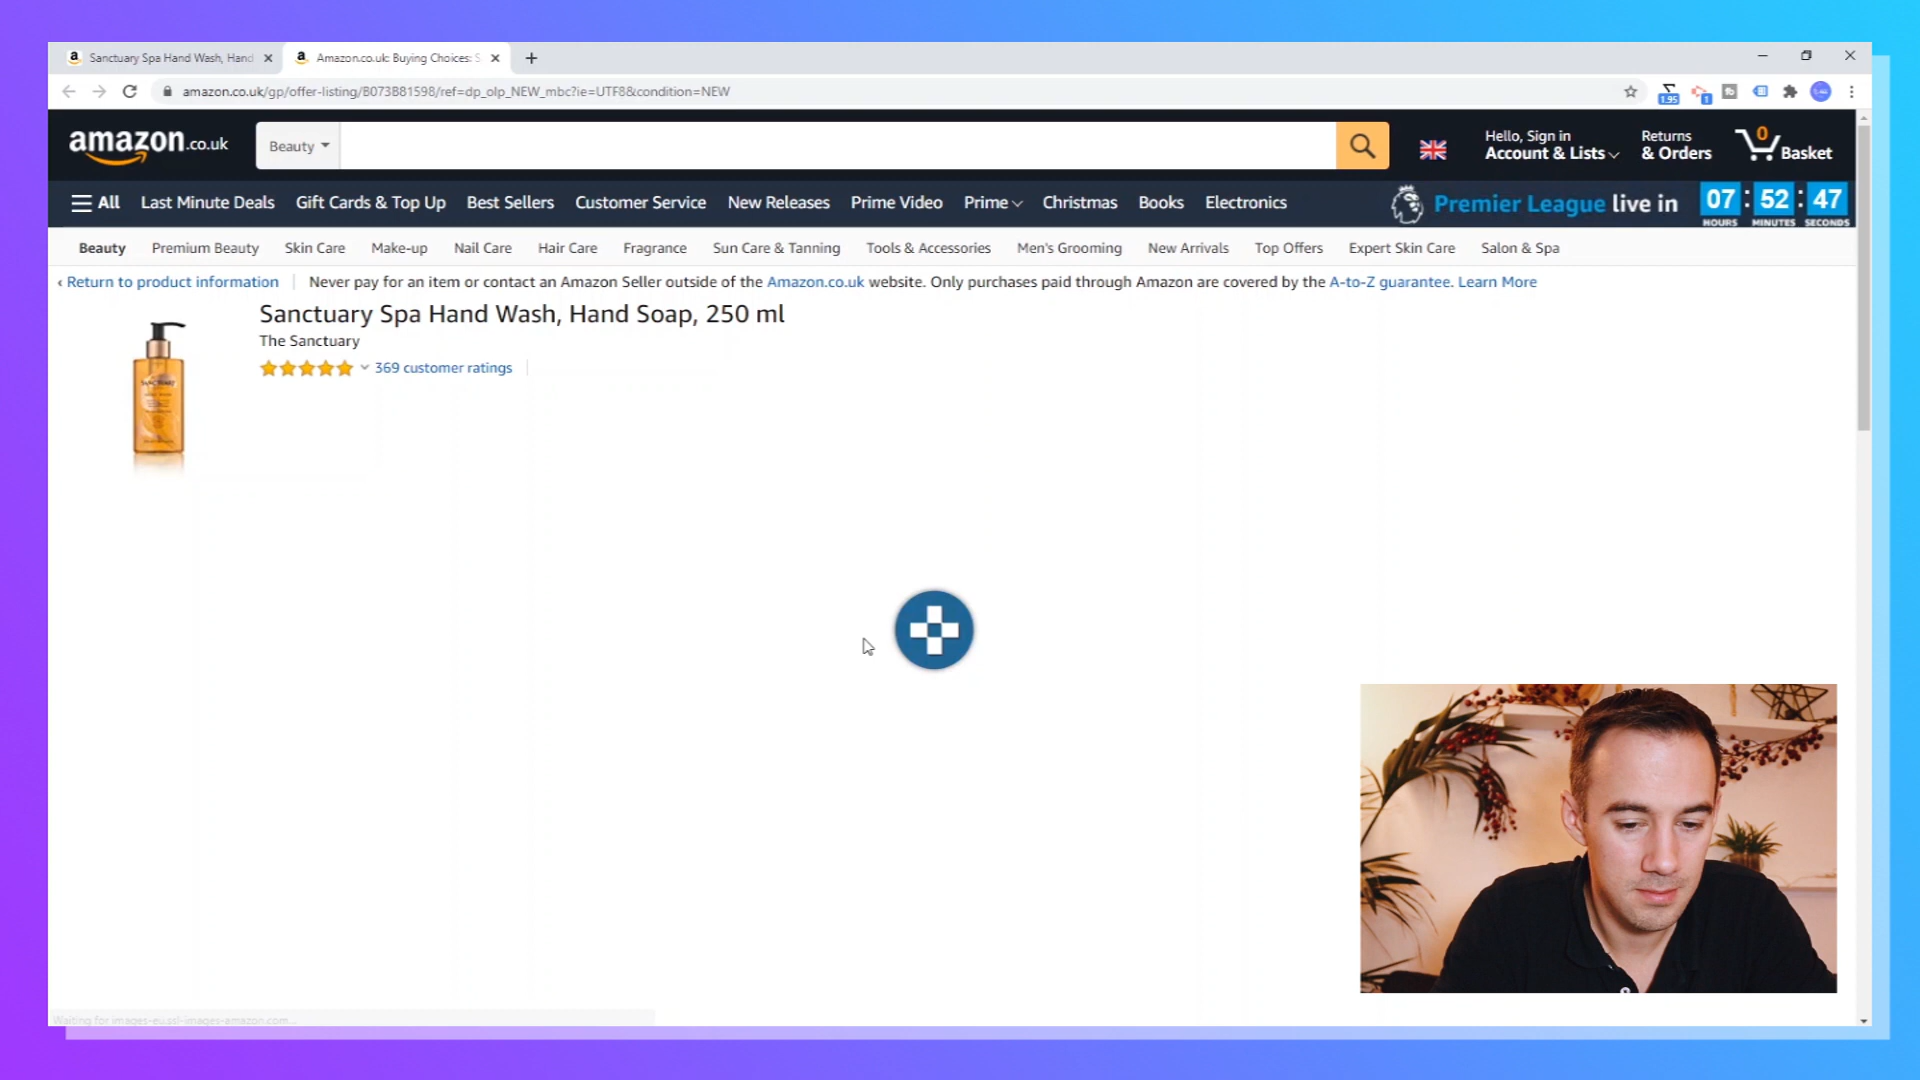 Sanctuary Spa Hand Wash, Hand
Amazon.co.uk: Buying Choices: S
amazon.co.uk/gp/offer-listing/B073B81598/ref=dp_olp_NEW_mbc?ie=UTF8&condition=NEW
1.95
1
amazon.co.uk
Beauty
Hello, Sign in
Account & Lists
Returns
& Orders
0
Basket
All
Last Minute Deals
Gift Cards & Top Up
Best Sellers
Customer Service
New Releases
Prime Video
Prime
Christmas
Books
Electronics
Premier League live in
07 : 52 : 47
HOURS MINUTES SECONDS
Beauty
Premium Beauty
Skin Care
Make-up
Nail Care
Hair Care
Fragrance
Sun Care & Tanning
Tools & Accessories
Men's Grooming
New Arrivals
Top Offers
Expert Skin Care
Salon & Spa
‹ Return to product information
Never pay for an item or contact an Amazon Seller outside of the Amazon.co.uk website. Only purchases paid through Amazon are covered by the A-to-Z guarantee. Learn More
Sanctuary Spa Hand Wash, Hand Soap, 250 ml
The Sanctuary
369 customer ratings
SANCTUARY
Waiting for images-eu.ssl-images-amazon.com...